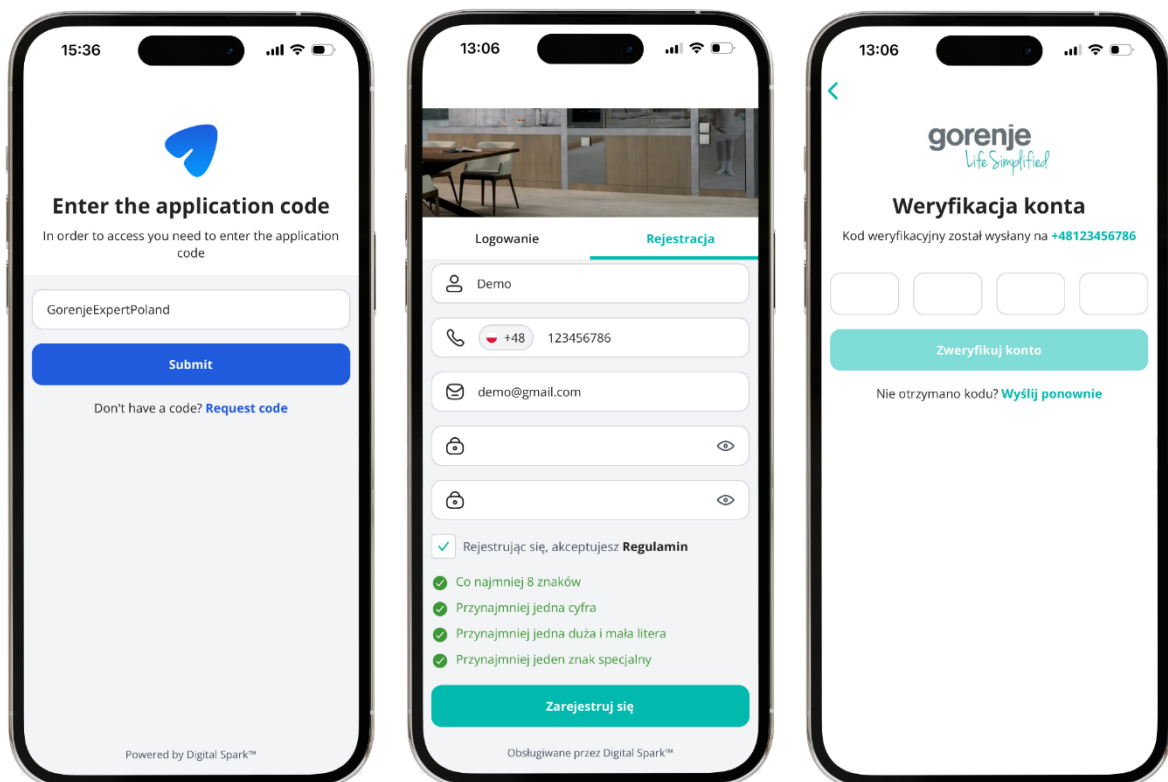 15:36
Enter the application code
In order to access you need to enter the application
code
GorenjeExpertPoland
Submit
Don't have a code? Request code
Powered by Digital Spark™
13:06
Logowanie
Rejestracja
Demo
+48
123456786
demo@gmail.com
Rejestrując się, akceptujesz Regulamin
Co najmniej 8 znaków
Przynajmniej jedna cyfra
Przynajmniej jedna duża i mała litera
Przynajmniej jeden znak specjalny
Zarejestruj się
Obsługiwane przez Digital Spark™
13:06
gorenje
Life Simplified
Weryfikacja konta
Kod weryfikacyjny został wysłany na +48123456786
Zweryfikuj konto
Nie otrzymano kodu? Wyślij ponownie